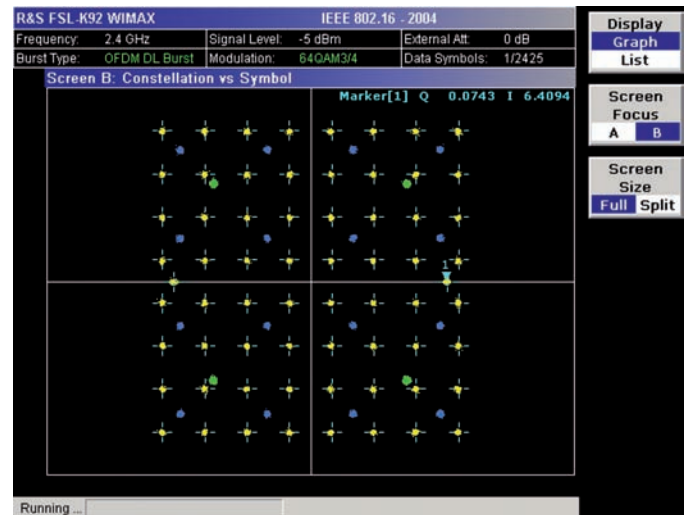 R&S FSL-K92 WIMAX IEEE 802.16 - 2004
Frequency: 2.4 GHz Signal Level: -5 dBm External Att: 0 dB
Burst Type: OFDM DL Burst Modulation: 64QAM3/4 Data Symbols: 1/2425
Screen B: Constellation vs Symbol
Marker[1] Q 0.0743 I 6.4094
1
Running ...
Display
Graph
List
Screen
Focus
A B
Screen
Size
Full Split